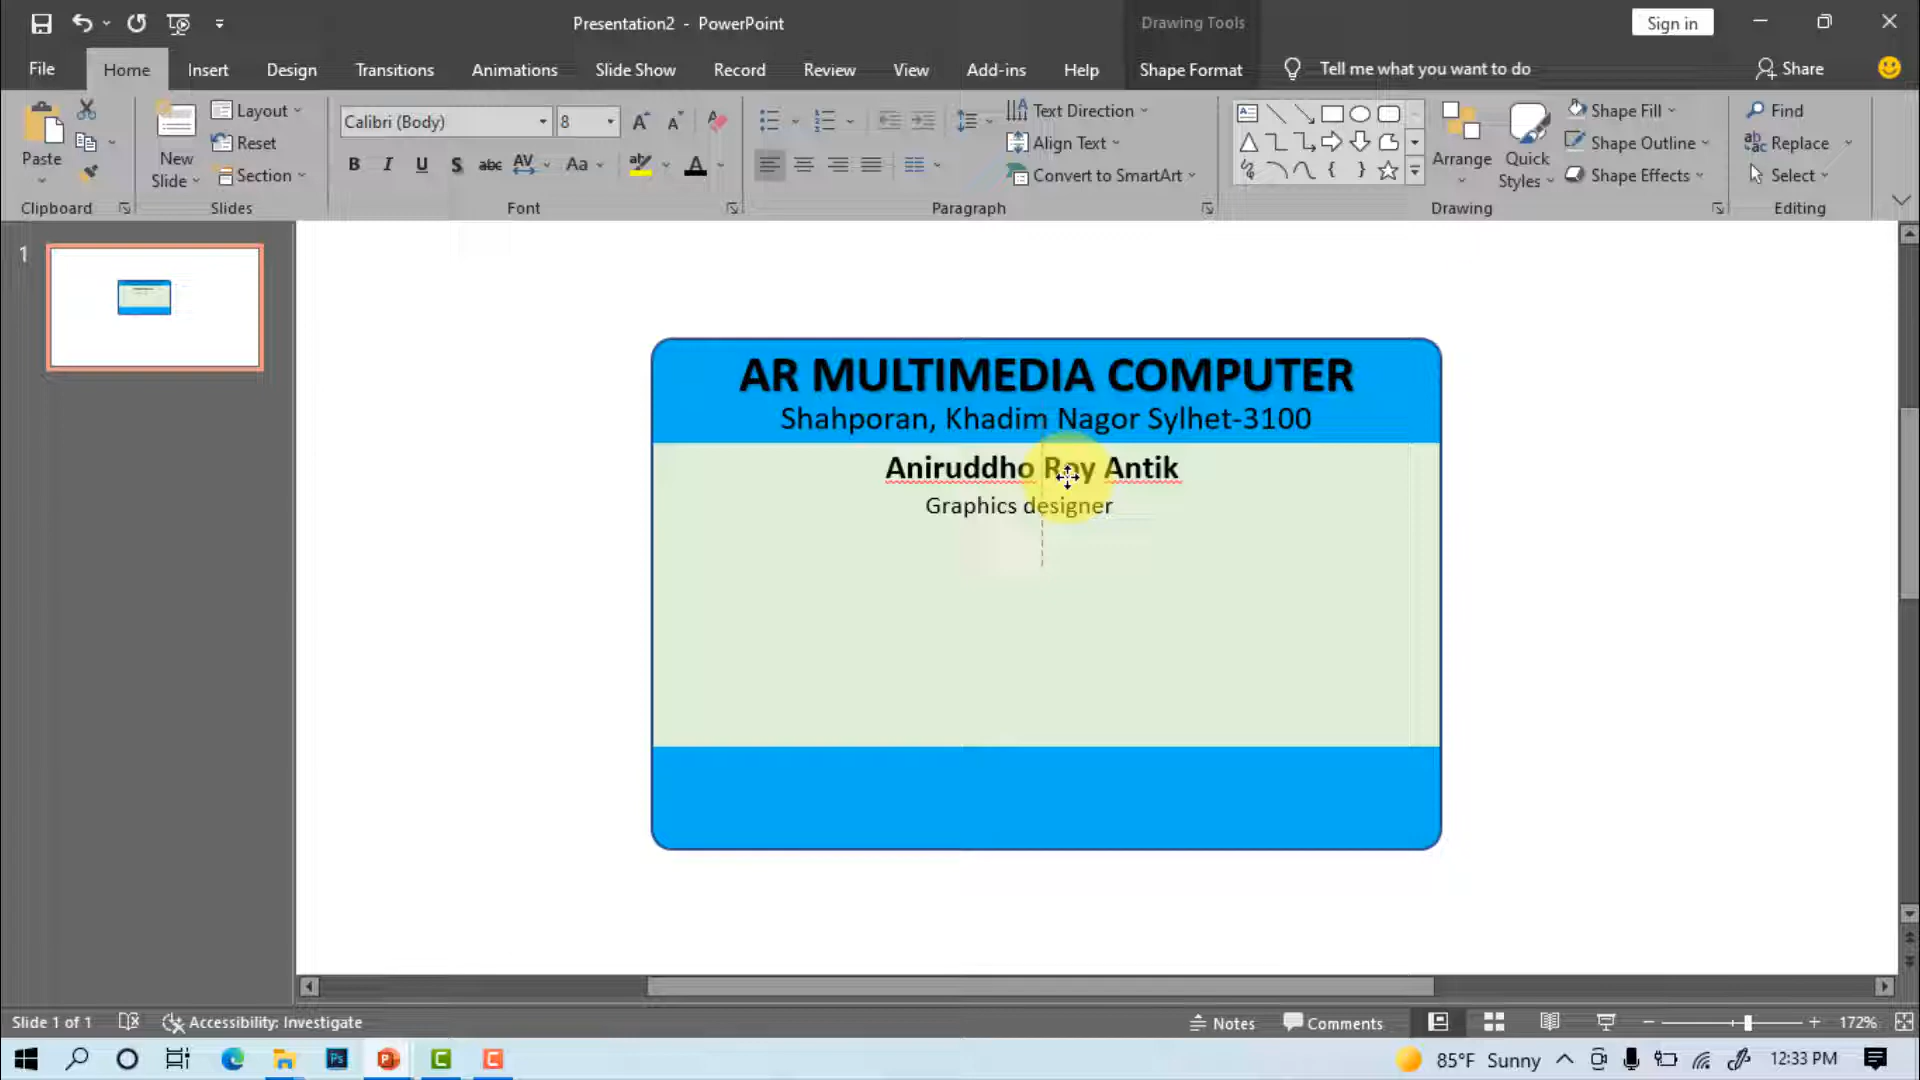 Presentation2 - PowerPoint
Drawing Tools
Sign in
File
Home
Insert
Design
Transitions
Animations
Slide Show
Record
Review
View
Add-ins
Help
Shape Format
Tell me what you want to do
Share
Paste
Clipboard
New Slide
Layout
Reset
Section
Slides
Calibri (Body)
8
B I U S abc AV Aa A
Font
Text Direction
Align Text
Convert to SmartArt
Paragraph
Arrange
Quick Styles
Shape Fill
Shape Outline
Shape Effects
Drawing
Find
Replace
Select
Editing
1
AR MULTIMEDIA COMPUTER
Shahporan, Khadim Nagor Sylhet-3100
Aniruddho Roy Antik
Graphics designer
Slide 1 of 1
Accessibility: Investigate
Notes
Comments
172%
85°F Sunny
12:33 PM